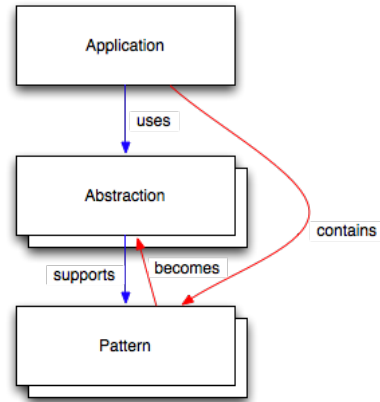 Application
uses
Abstraction
contains
supports
becomes
Pattern